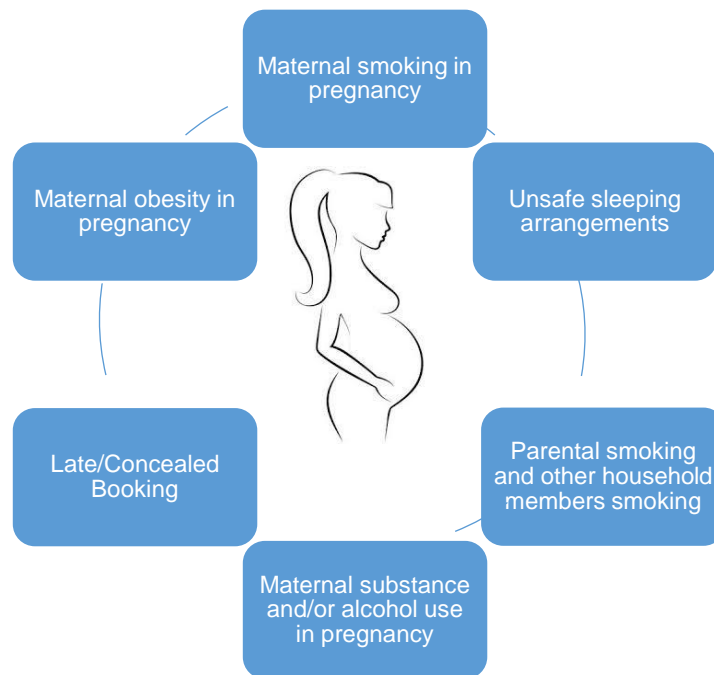 Maternal smoking in
pregnancy
Unsafe sleeping
arrangements
Parental smoking
and other household
members smoking
Maternal substance
and/or alcohol use
in pregnancy
Late/Concealed
Booking
Maternal obesity in
pregnancy